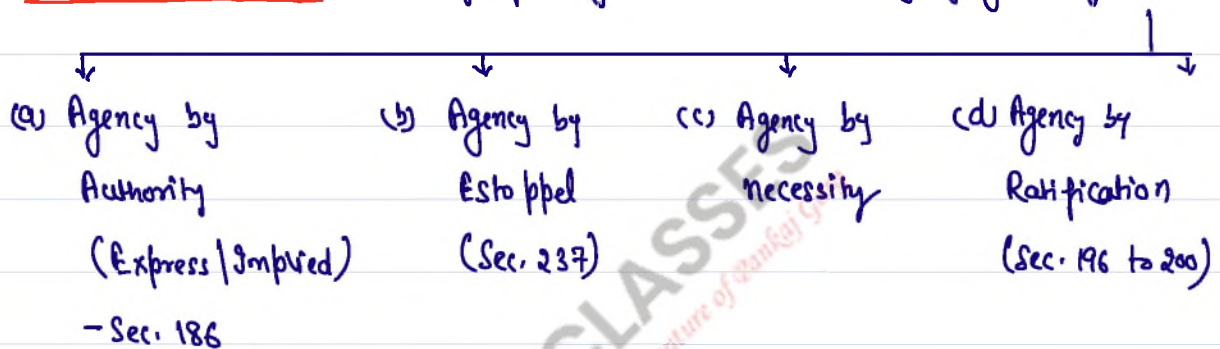 (a) Agency by (b) Agency by (c) Agency by (d) Agency by
Authority Estoppel necessity Ratification
(Express/Implied) (Sec. 237) (Sec. 196 to 200)
- Sec. 186
CLASSES